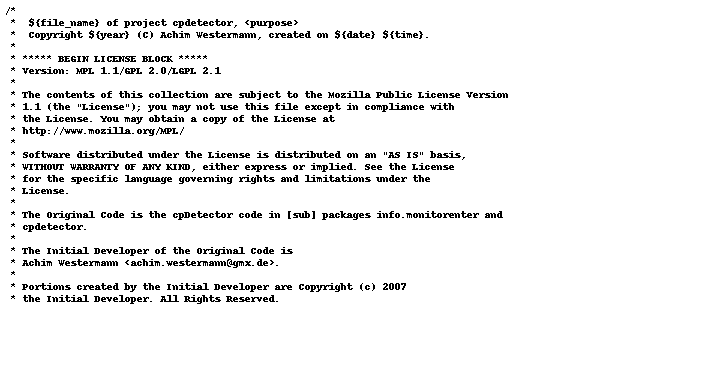 /*
 *  ${file_name} of project cpdetector, <purpose>
 *  Copyright ${year} (C) Achim Westermann, created on ${date} ${time}.
 *
 * ***** BEGIN LICENSE BLOCK *****
 * Version: MPL 1.1/GPL 2.0/LGPL 2.1
 *
 * The contents of this collection are subject to the Mozilla Public License Version
 * 1.1 (the "License"); you may not use this file except in compliance with
 * the License. You may obtain a copy of the License at
 * http://www.mozilla.org/MPL/
 *
 * Software distributed under the License is distributed on an "AS IS" basis,
 * WITHOUT WARRANTY OF ANY KIND, either express or implied. See the License
 * for the specific language governing rights and limitations under the
 * License.
 *
 * The Original Code is the cpDetector code in [sub] packages info.monitorenter and
 * cpdetector.
 *
 * The Initial Developer of the Original Code is
 * Achim Westermann <achim.westermann@gmx.de>.
 *
 * Portions created by the Initial Developer are Copyright (c) 2007
 * the Initial Developer. All Rights Reserved.